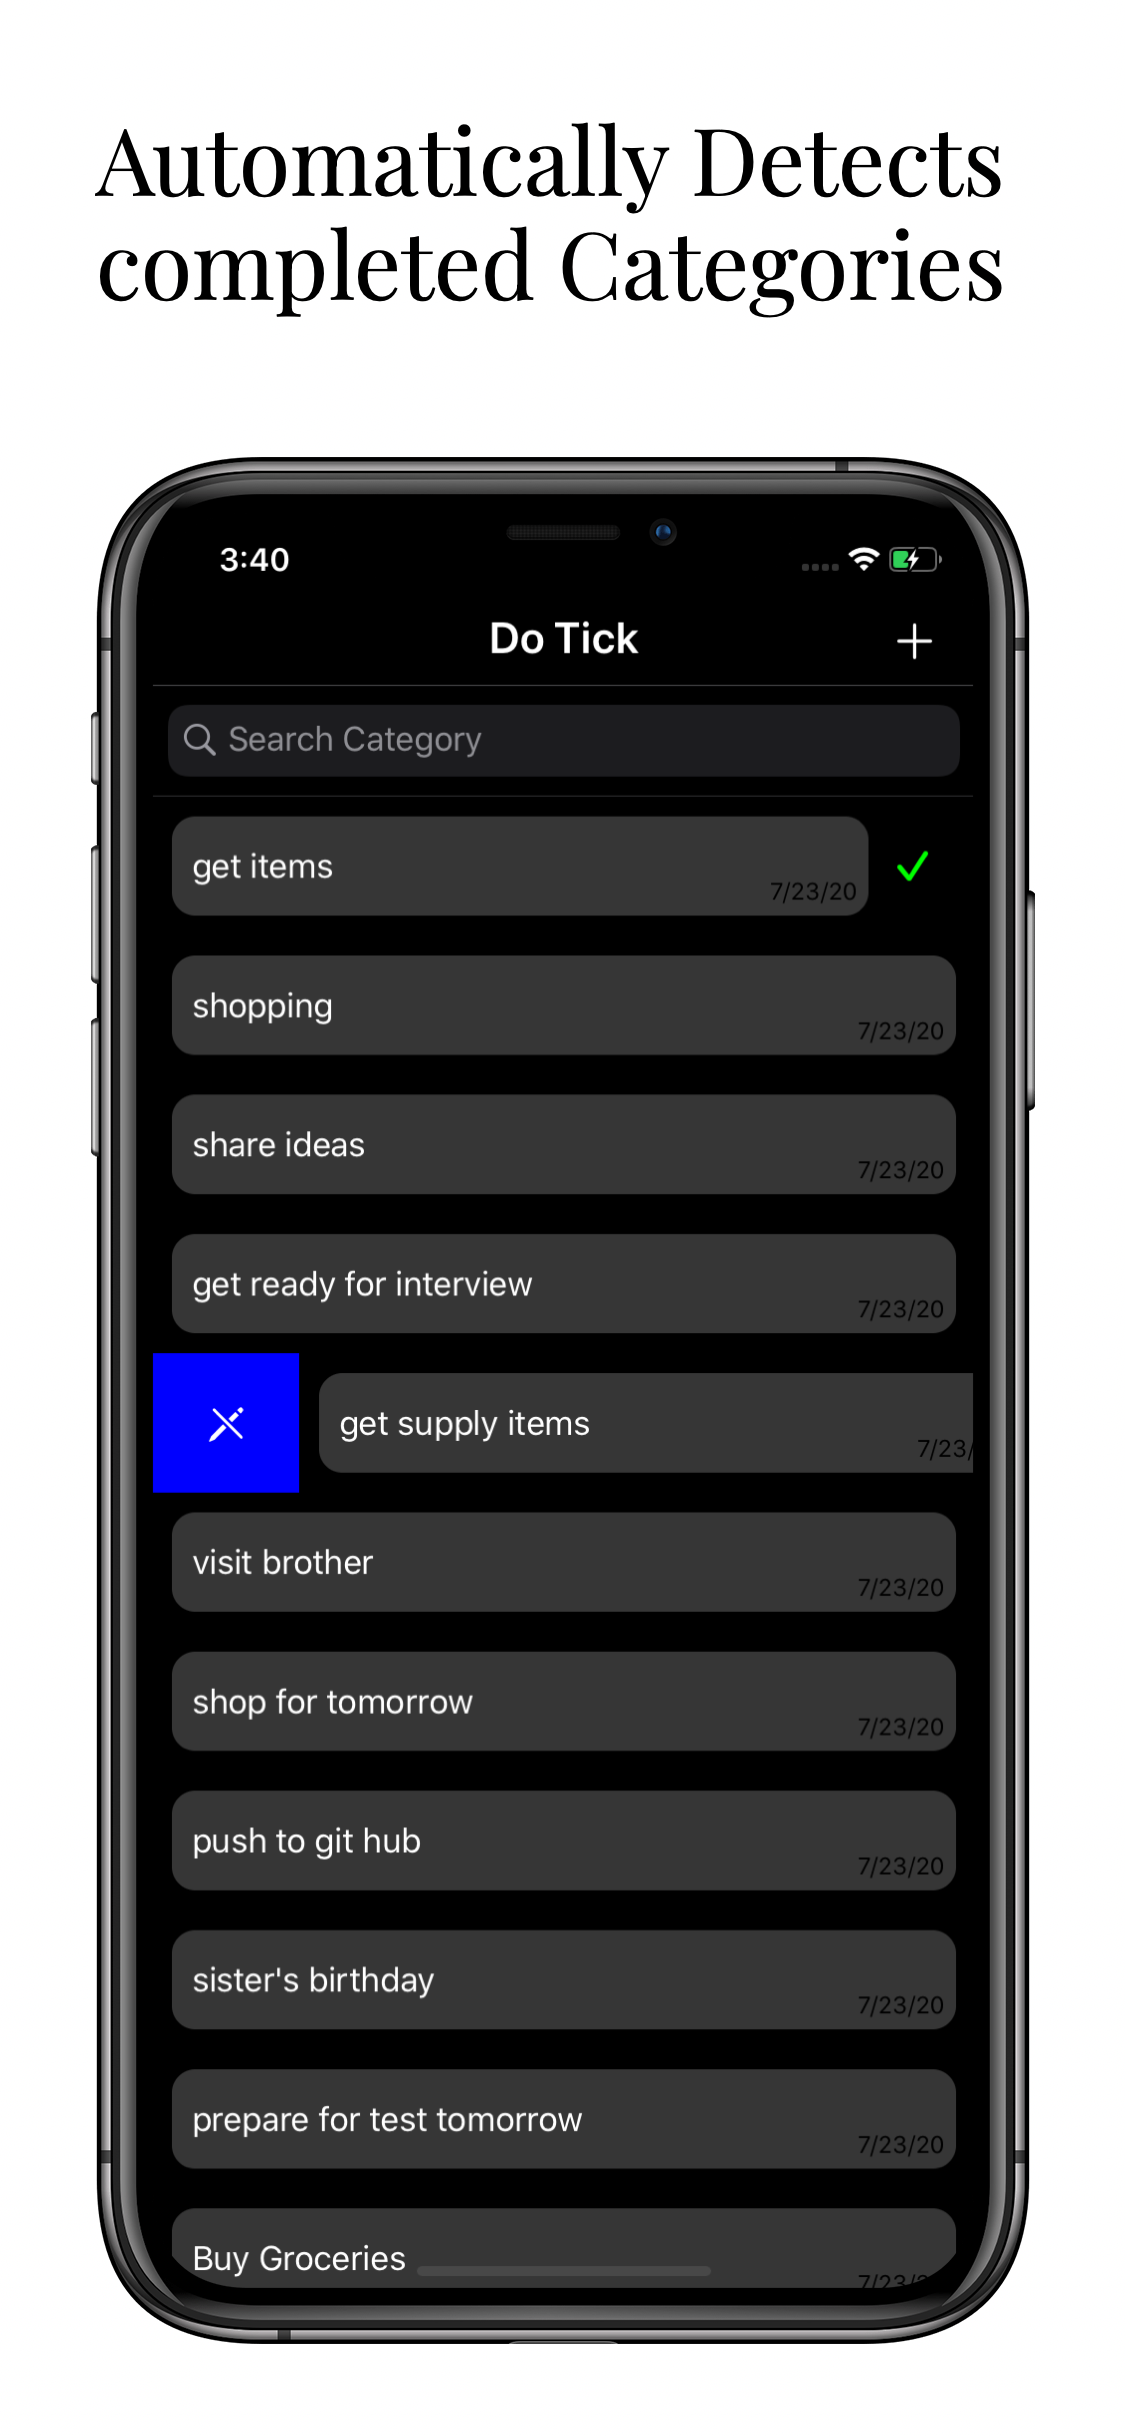 Automatically Detects
completed Categories
3:40
Do Tick
Search Category
get items
7/23/20
shopping
7/23/20
share ideas
7/23/20
get ready for interview
7/23/20
get supply items
7/23/
visit brother
7/23/20
shop for tomorrow
7/23/20
push to git hub
7/23/20
sister's birthday
7/23/20
prepare for test tomorrow
7/23/20
Buy Groceries
7/23/2